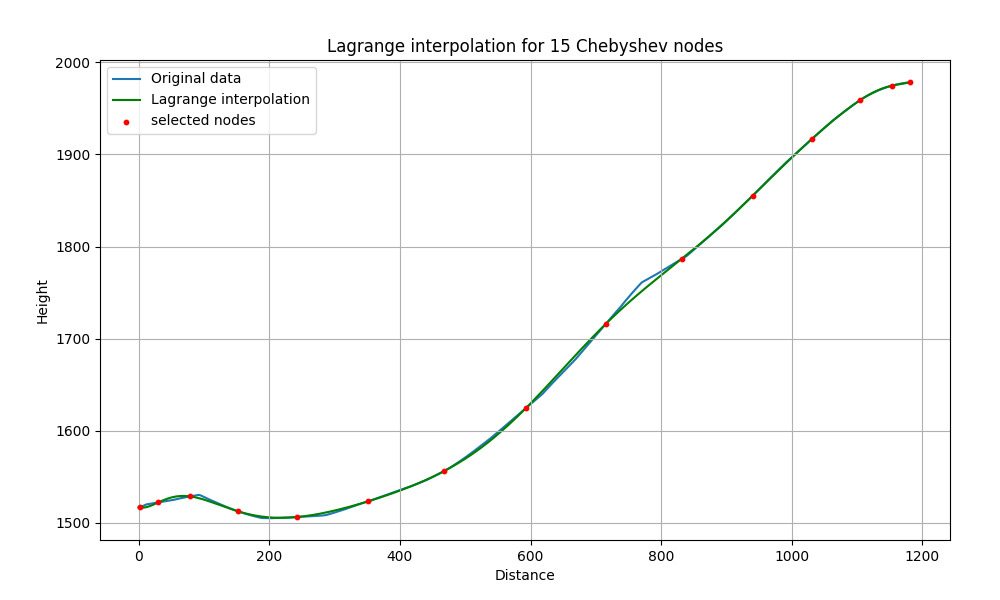 Lagrange interpolation for 15 Chebyshev nodes
Original data
Lagrange interpolation
selected nodes
2000
1900
1800
1700
1600
1500
Height
0
200
400
600
800
1000
1200
Distance